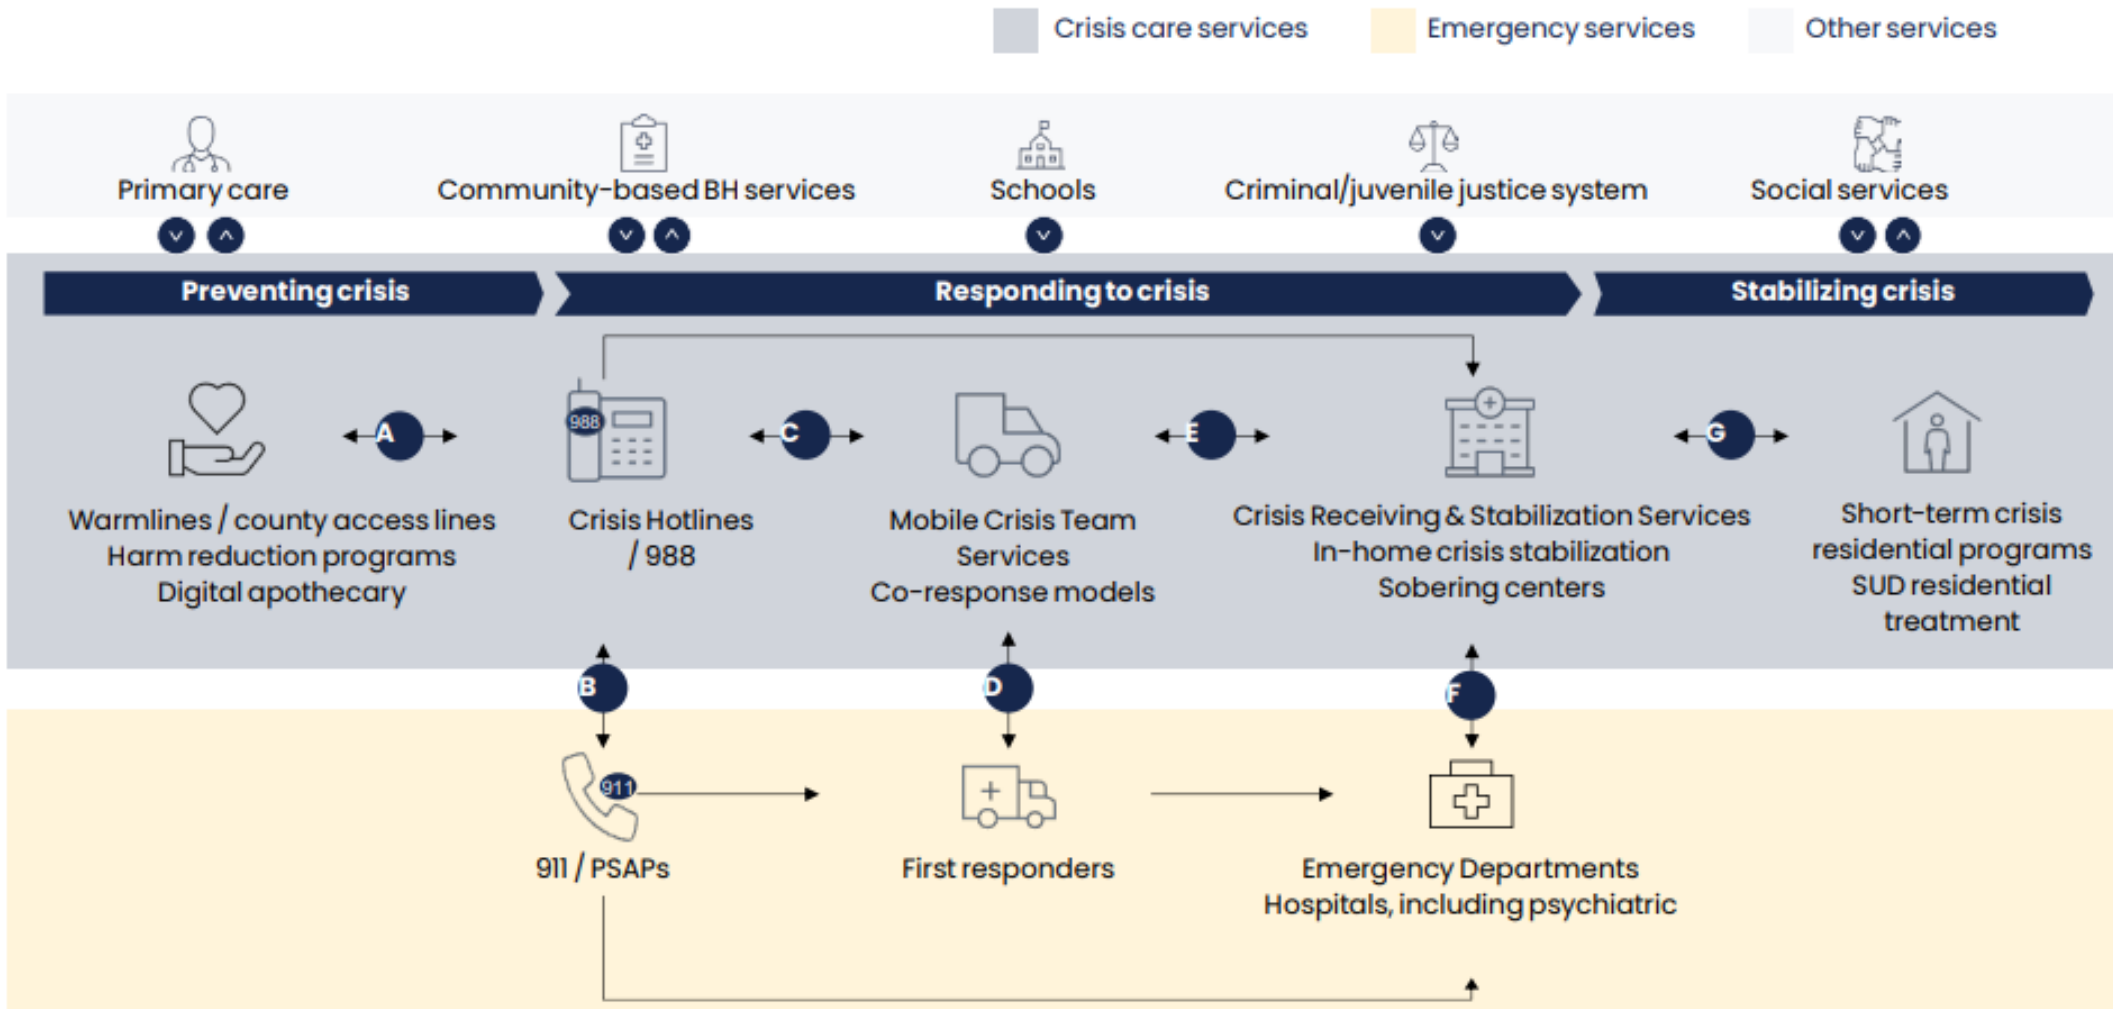 Crisis care services
Emergency services
Other services
Primary care
Community-based BH services
Schools
Criminal/juvenile justice system
Social services
Preventing crisis
Responding to crisis
Stabilizing crisis
988
A
C
E
G
Warmlines / county access lines
Harm reduction programs
Digital apothecary
Crisis Hotlines
/ 988
Mobile Crisis Team
Services
Co-response models
Crisis Receiving & Stabilization Services
In-home crisis stabilization
Sobering centers
Short-term crisis
residential programs
SUD residential
treatment
B
D
F
911
911 / PSAPs
First responders
Emergency Departments
Hospitals, including psychiatric